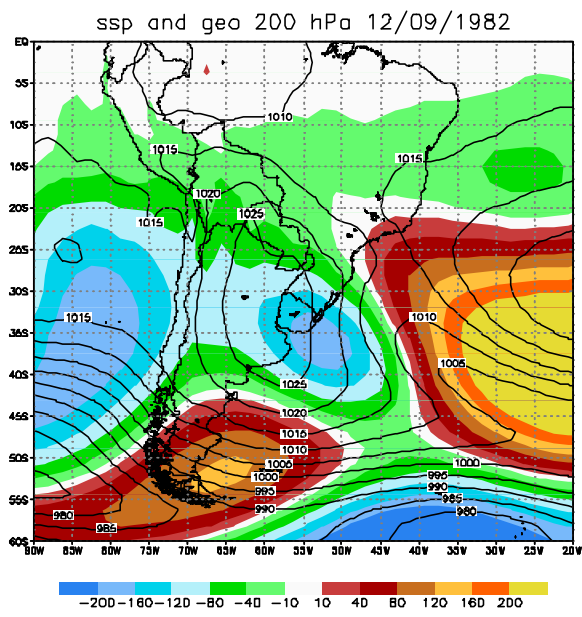 ssp and geo 200 hPa 12/09/1982
EQ
5S
10S
15S
20S
25S
30S
35S
40S
45S
50S
55S
60S
1010
1015
1015
1020
1025
1015
1015
1010
1005
1025
1020
1015
1010
1005
1000
1000
995
995
990
990
985
980
980
985
90W 85W 80W 75W 70W 65W 60W 55W 50W 45W 40W 35W 30W 25W 20W
-200 -160 -120 -80 -40 -10 10 40 80 120 160 200